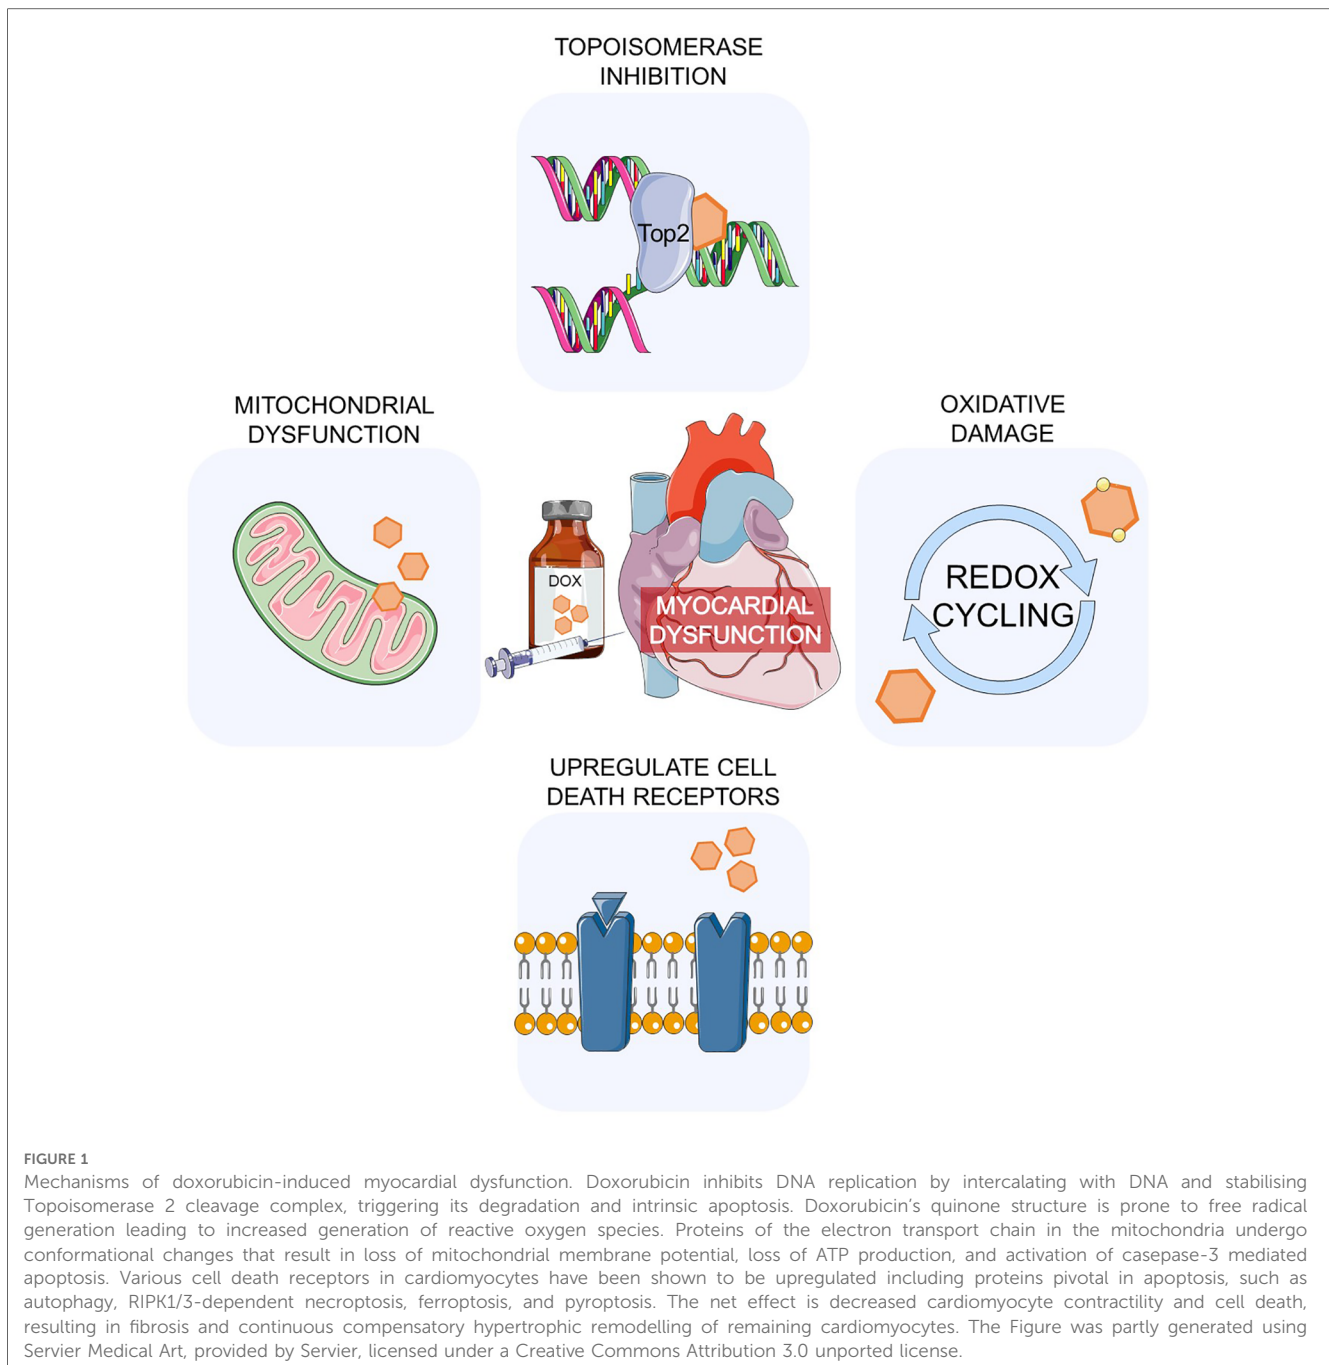 TOPOISOMERASE
INHIBITION
Top2
MITOCHONDRIAL
DYSFUNCTION
OXIDATIVE
DAMAGE
DOX
MYOCARDIAL
DYSFUNCTION
REDOX
CYCLING
UPREGULATE CELL
DEATH RECEPTORS
FIGURE 1
Mechanisms of doxorubicin-induced myocardial dysfunction. Doxorubicin inhibits DNA replication by intercalating with DNA and stabilising
Topoisomerase 2 cleavage complex, triggering its degradation and intrinsic apoptosis. Doxorubicin's quinone structure is prone to free radical
generation leading to increased generation of reactive oxygen species. Proteins of the electron transport chain in the mitochondria undergo
conformational changes that result in loss of mitochondrial membrane potential, loss of ATP production, and activation of casepase-3 mediated
apoptosis. Various cell death receptors in cardiomyocytes have been shown to be upregulated including proteins pivotal in apoptosis, such as
autophagy, RIPK1/3-dependent necroptosis, ferroptosis, and pyroptosis. The net effect is decreased cardiomyocyte contractility and cell death,
resulting in fibrosis and continuous compensatory hypertrophic remodelling of remaining cardiomyocytes. The Figure was partly generated using
Servier Medical Art, provided by Servier, licensed under a Creative Commons Attribution 3.0 unported license.